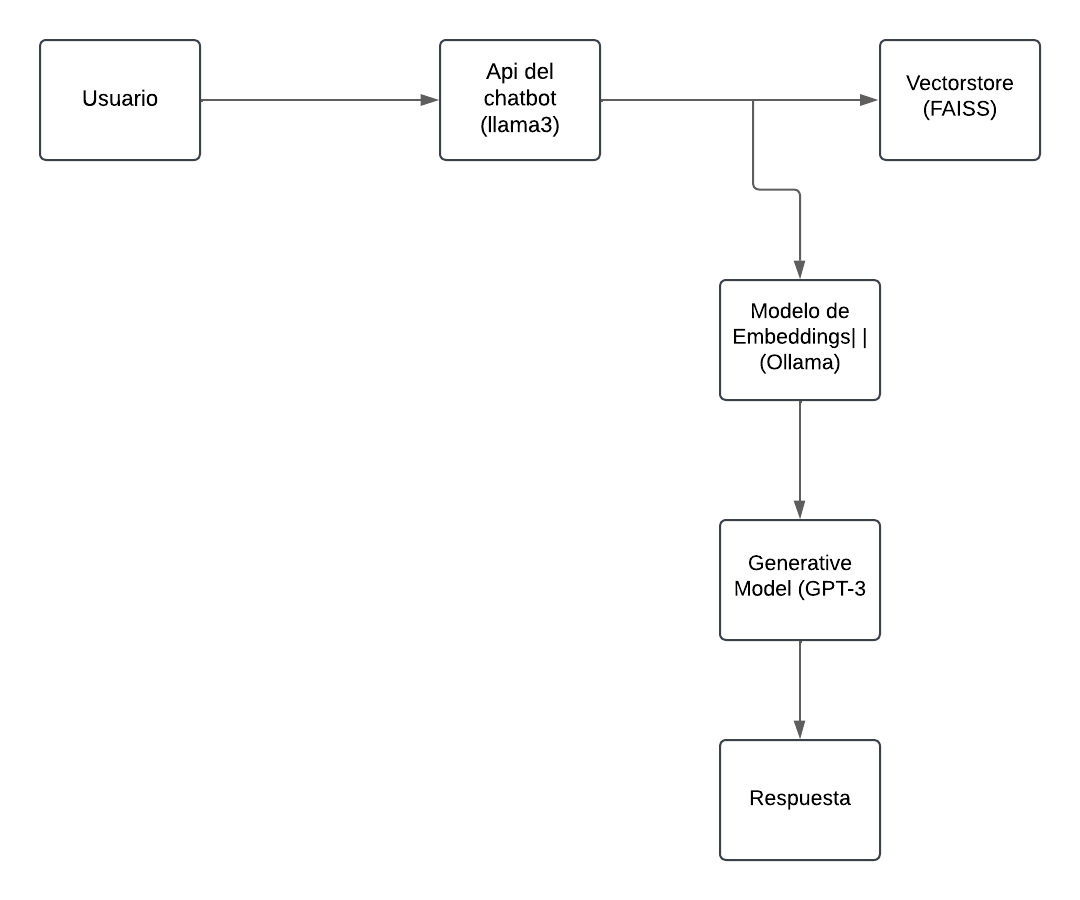 Usuario
Api del
chatbot
(llama3)
Vectorstore
(FAISS)
Modelo de
Embeddings| |
(Ollama)
Generative
Model (GPT-3
Respuesta